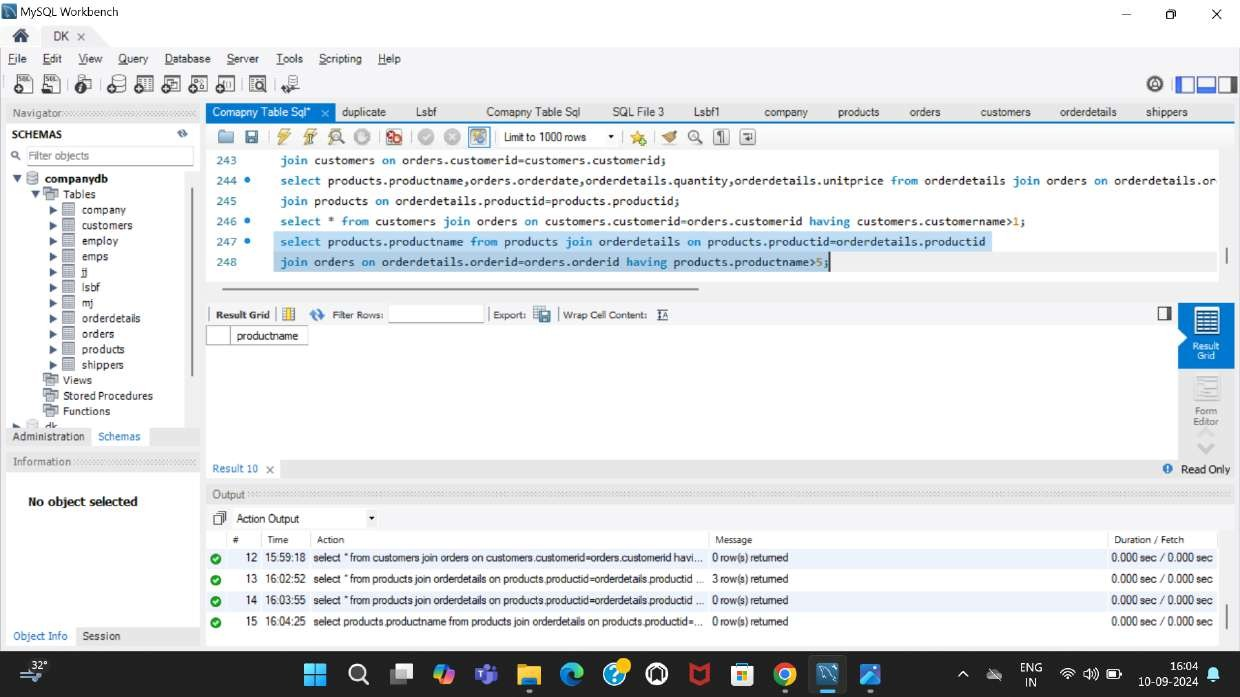 MySQL Workbench
DK
File Edit View Query Database Server Tools Scripting Help
Navigator
SCHEMAS
Filter objects
companydb
Tables
company
customers
employ
emps
jj
lsbf
mj
orderdetails
orders
products
shippers
Views
Stored Procedures
Functions
dk
Administration Schemas
Information
No object selected
Object Info Session
Comapny Table Sql* duplicate Lsbf Comapny Table Sql SQL File 3 Lsbf1 company products orders customers orderdetails shippers
Limit to 1000 rows
243 join customers on orders.customerid=customers.customerid;
244 select products.productname,orders.orderdate,orderdetails.quantity,orderdetails.unitprice from orderdetails join orders on orderdetails.or
245 join products on orderdetails.productid=products.productid;
246 select * from customers join orders on customers.customerid=orders.customerid having customers.customername>1;
247 select products.productname from products join orderdetails on products.productid=orderdetails.productid
248 join orders on orderdetails.orderid=orders.orderid having products.productname>5;
Result Grid Filter Rows: Export: Wrap Cell Content:
productname
Result Grid
Form Editor
Result 10
Read Only
Output
Action Output
# Time Action Message Duration / Fetch
12 15:59:18 select * from customers join orders on customers.customerid=orders.customerid havi... 0 row(s) returned 0.000 sec / 0.000 sec
13 16:02:52 select * from products join orderdetails on products.productid=orderdetails.productid ... 3 row(s) returned 0.000 sec / 0.000 sec
14 16:03:55 select * from products join orderdetails on products.productid=orderdetails.productid ... 0 row(s) returned 0.000 sec / 0.000 sec
15 16:04:25 select products.productname from products join orderdetails on products.productid=... 0 row(s) returned 0.000 sec / 0.000 sec
32°
ENG
IN
16:04
10-09-2024